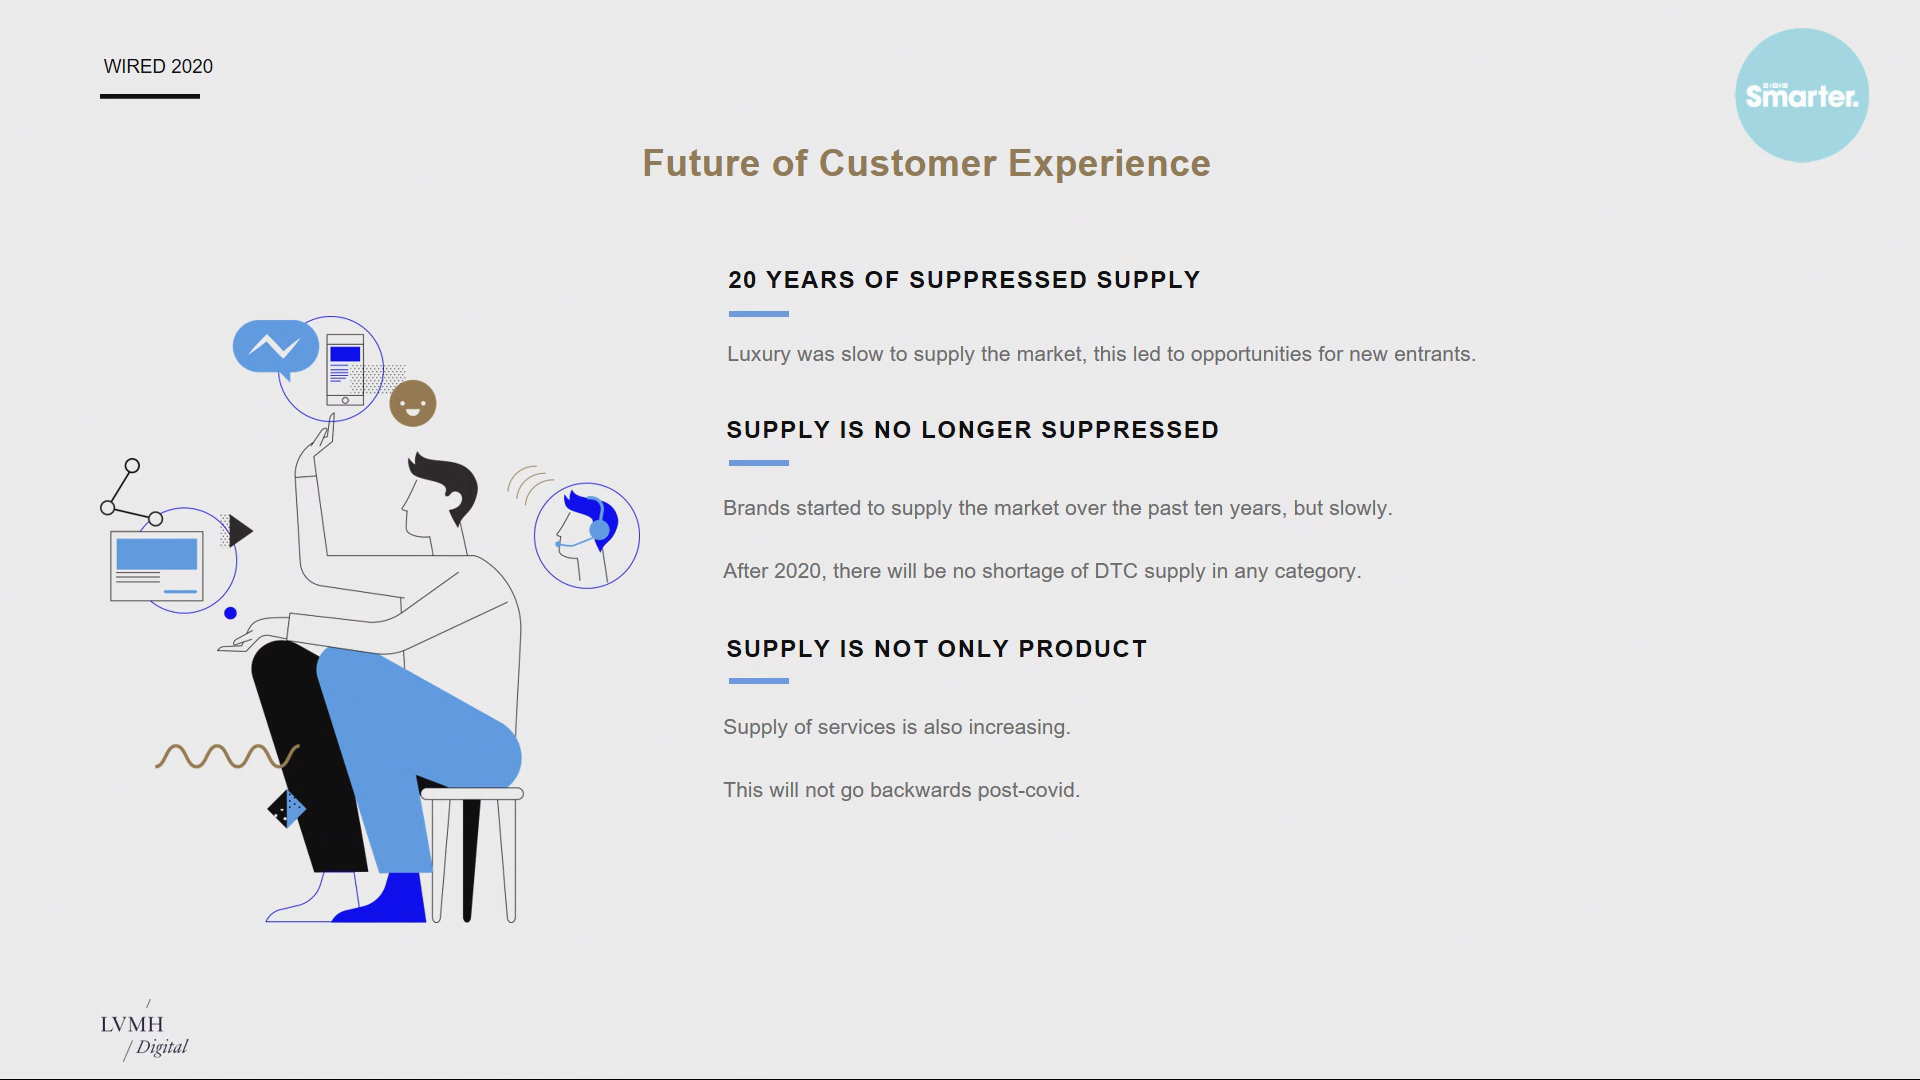 WIRED 2020
Smarter.
Future of Customer Experience
20 YEARS OF SUPPRESSED SUPPLY
Luxury was slow to supply the market, this led to opportunities for new entrants.
SUPPLY IS NO LONGER SUPPRESSED
Brands started to supply the market over the past ten years, but slowly.
After 2020, there will be no shortage of DTC supply in any category.
SUPPLY IS NOT ONLY PRODUCT
Supply of services is also increasing.
This will not go backwards post-covid.
/
LVMH
/ Digital